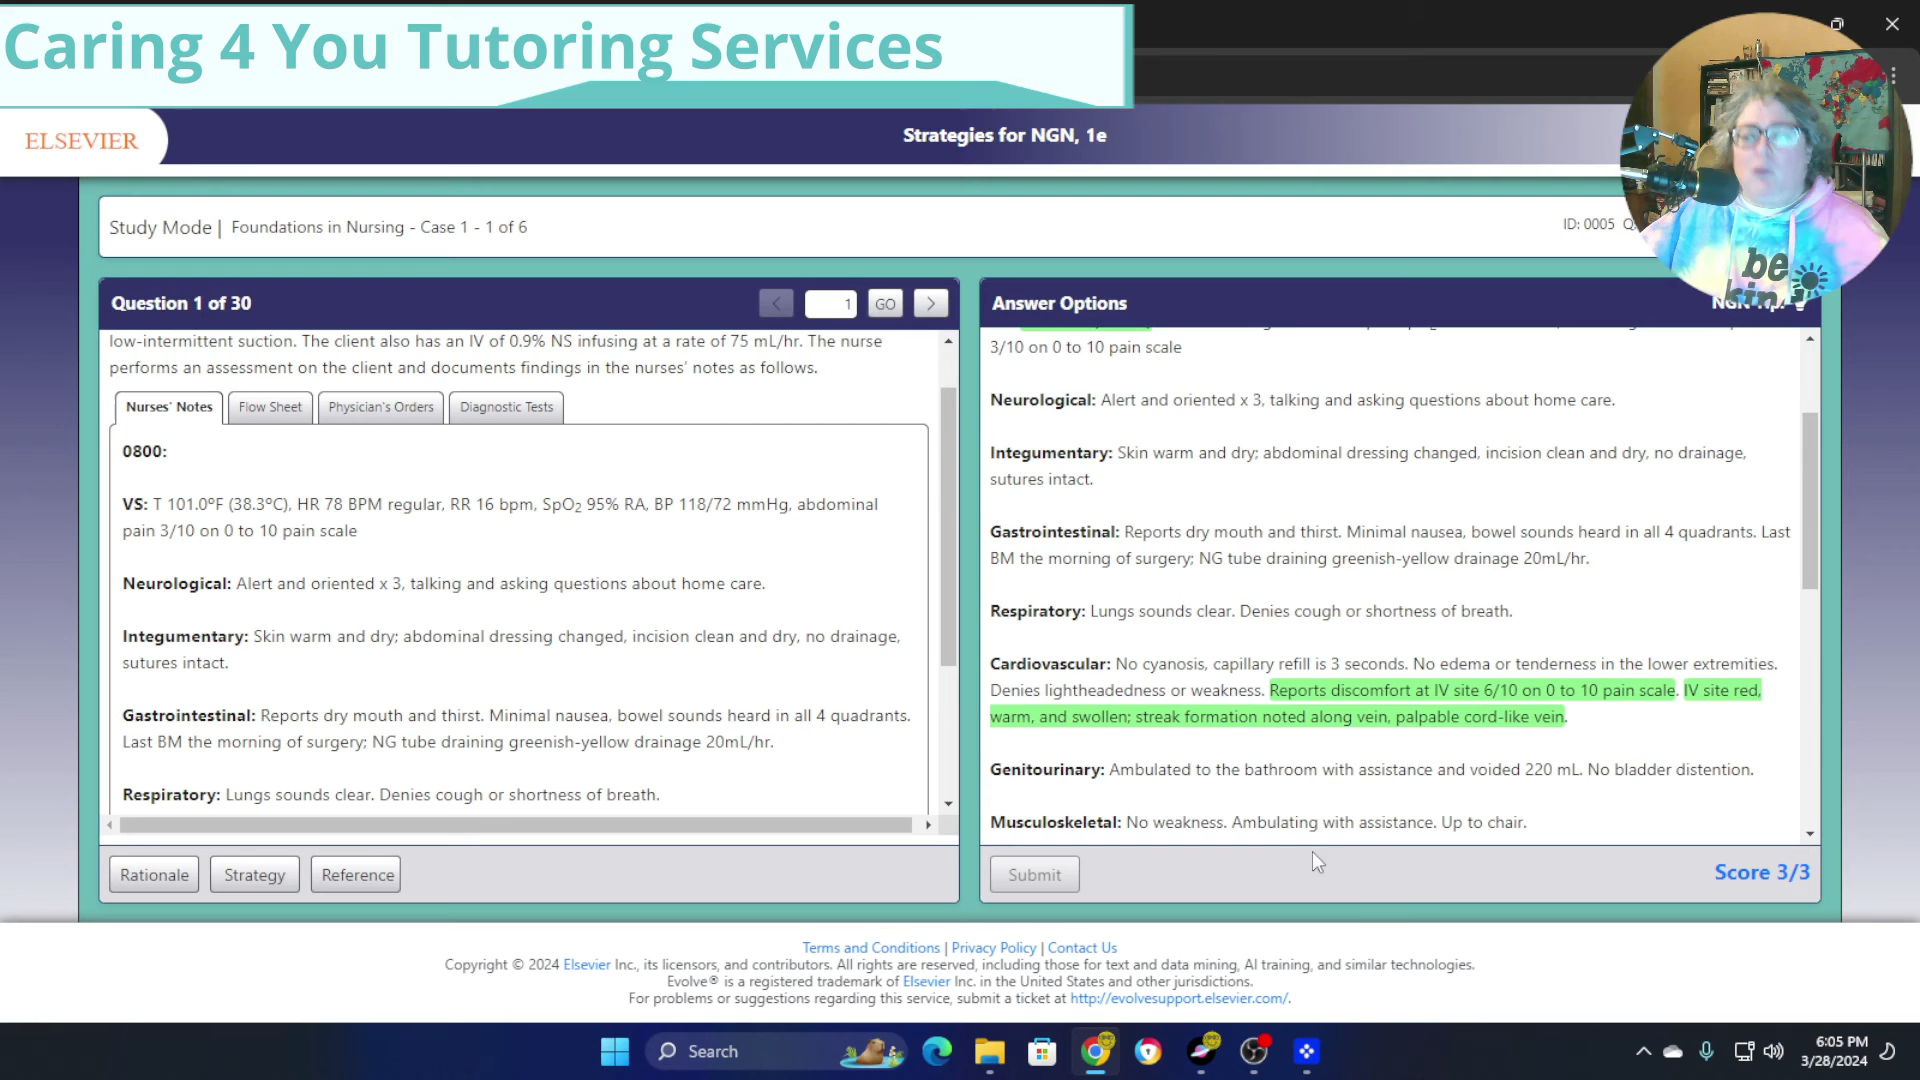 Caring 4 You Tutoring Services
ELSEVIER
Strategies for NGN, 1e
Study Mode | Foundations in Nursing - Case 1 - 1 of 6
ID: 0005
be
Question 1 of 30
1
GO
low-intermittent suction. The client also has an IV of 0.9% NS infusing at a rate of 75 mL/hr. The nurse
performs an assessment on the client and documents findings in the nurses' notes as follows.
Nurses' Notes
Flow Sheet
Physician's Orders
Diagnostic Tests
0800:
VS: T 101.0ºF (38.3ºC), HR 78 BPM regular, RR 16 bpm, SpO2 95% RA, BP 118/72 mmHg, abdominal
pain 3/10 on 0 to 10 pain scale
Neurological: Alert and oriented x 3, talking and asking questions about home care.
Integumentary: Skin warm and dry; abdominal dressing changed, incision clean and dry, no drainage,
sutures intact.
Gastrointestinal: Reports dry mouth and thirst. Minimal nausea, bowel sounds heard in all 4 quadrants.
Last BM the morning of surgery; NG tube draining greenish-yellow drainage 20mL/hr.
Respiratory: Lungs sounds clear. Denies cough or shortness of breath.
Rationale
Strategy
Reference
Answer Options
3/10 on 0 to 10 pain scale
Neurological: Alert and oriented x 3, talking and asking questions about home care.
Integumentary: Skin warm and dry; abdominal dressing changed, incision clean and dry, no drainage,
sutures intact.
Gastrointestinal: Reports dry mouth and thirst. Minimal nausea, bowel sounds heard in all 4 quadrants. Last
BM the morning of surgery; NG tube draining greenish-yellow drainage 20mL/hr.
Respiratory: Lungs sounds clear. Denies cough or shortness of breath.
Cardiovascular: No cyanosis, capillary refill is 3 seconds. No edema or tenderness in the lower extremities.
Denies lightheadedness or weakness. Reports discomfort at IV site 6/10 on 0 to 10 pain scale. IV site red,
warm, and swollen; streak formation noted along vein, palpable cord-like vein.
Genitourinary: Ambulated to the bathroom with assistance and voided 220 mL. No bladder distention.
Musculoskeletal: No weakness. Ambulating with assistance. Up to chair.
Submit
Score 3/3
Terms and Conditions | Privacy Policy | Contact Us
Copyright © 2024 Elsevier Inc., its licensors, and contributors. All rights are reserved, including those for text and data mining, AI training, and similar technologies.
Evolve® is a registered trademark of Elsevier Inc. in the United States and other jurisdictions.
For problems or suggestions regarding this service, submit a ticket at http://evolvesupport.elsevier.com/.
Search
6:05 PM
3/28/2024